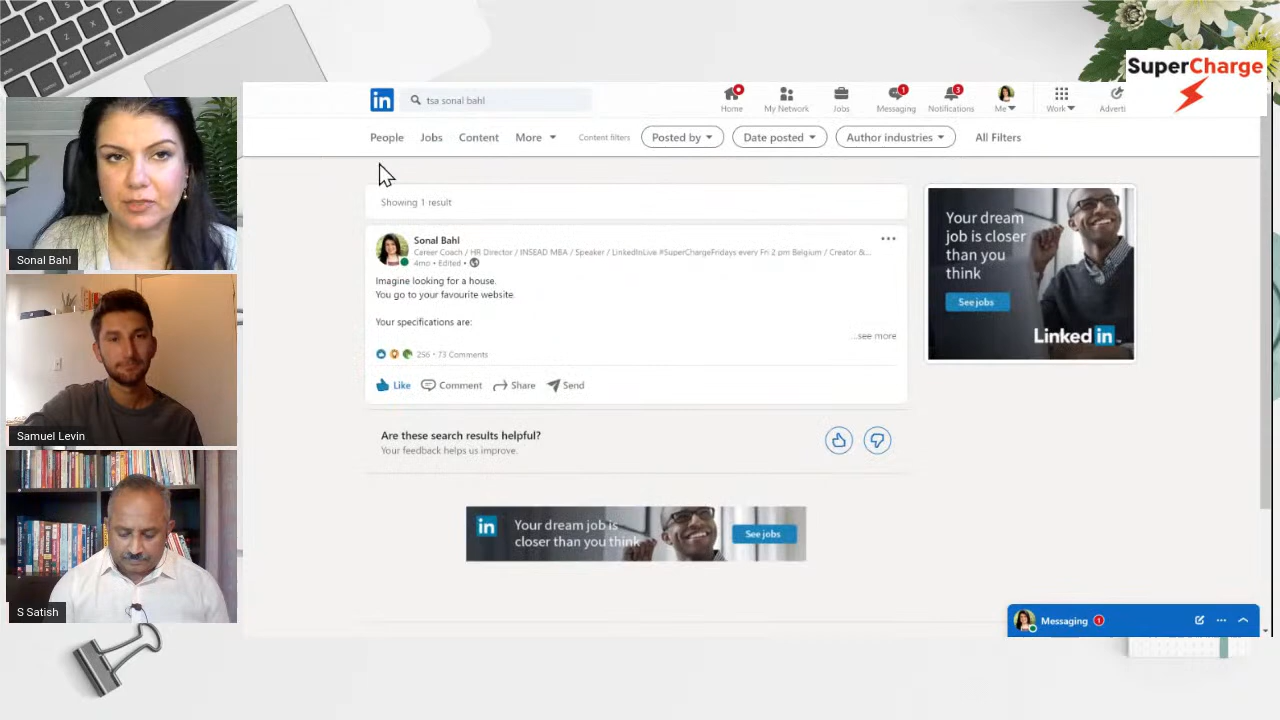 SuperCharge
in
tsa sonal bahl
Home
My Network
Jobs
1
Messaging
3
Notifications
Me
Work
Adverti
People
Jobs
Content
More
Content filters
Posted by
Date posted
Author industries
All Filters
Showing 1 result
Sonal Bahl
Career Coach / HR Director / INSEAD MBA / Speaker / LinkedInLive #SuperChargeFridays every Fri 2 pm Belgium / Creator &...
4mo • Edited •
Imagine looking for a house.
You go to your favourite website.
Your specifications are:
...see more
256 • 73 Comments
Like
Comment
Share
Send
Are these search results helpful?
Your feedback helps us improve.
Your dream
job is closer
than you
think
See jobs
Linked in
in
Your dream job is
closer than you think
See jobs
Messaging 1
Sonal Bahl
Samuel Levin
S Satish